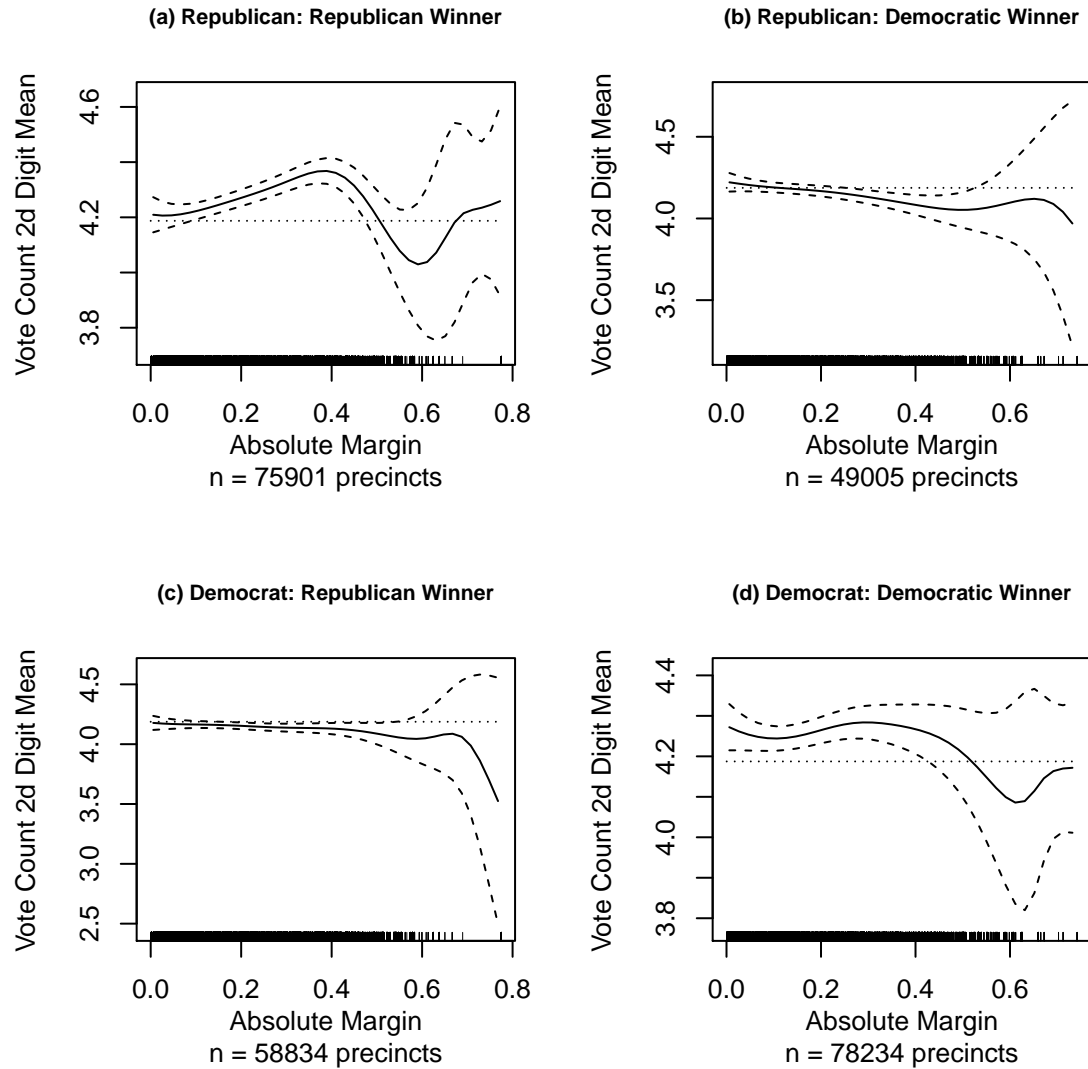 (a) Republican: Republican Winner
Vote Count 2d Digit Mean
4.6
4.2
3.8
0.0 0.2 0.4 0.6 0.8
Absolute Margin
n = 75901 precincts
(b) Republican: Democratic Winner
Vote Count 2d Digit Mean
4.5
4.0
3.5
0.0 0.2 0.4 0.6
Absolute Margin
n = 49005 precincts
(c) Democrat: Republican Winner
Vote Count 2d Digit Mean
4.5
4.0
3.5
3.0
2.5
0.0 0.2 0.4 0.6 0.8
Absolute Margin
n = 58834 precincts
(d) Democrat: Democratic Winner
Vote Count 2d Digit Mean
4.4
4.2
4.0
3.8
0.0 0.2 0.4 0.6
Absolute Margin
n = 78234 precincts